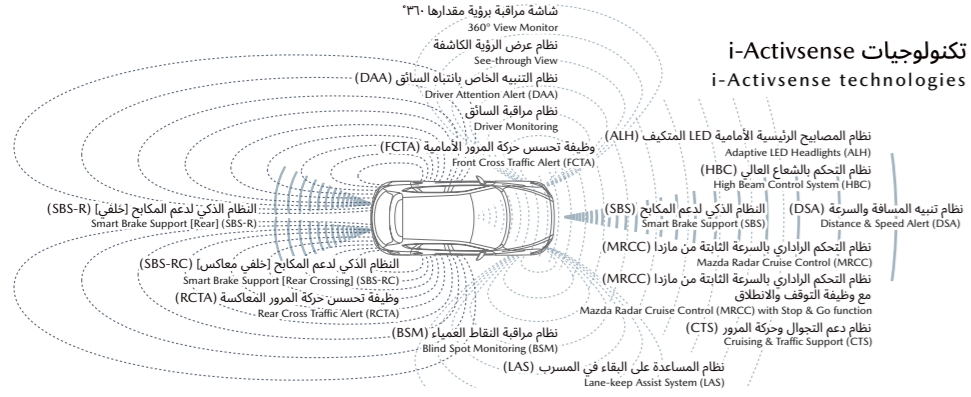 تكنولوجيات i-Activsense
i-Activsense technologies
شاشة مراقبة برؤية مقدارها ٣٦٠°
360° View Monitor
نظام عرض الرؤية الكاشفة
See-through View
نظام التنبيه الخاص بانتباه السائق (DAA)
Driver Attention Alert (DAA)
نظام مراقبة السائق
Driver Monitoring
وظيفة تحسس حركة المرور الأمامية (FCTA)
Front Cross Traffic Alert (FCTA)
نظام المصابيح الرئيسية الأمامية LED المتكيف (ALH)
Adaptive LED Headlights (ALH)
نظام التحكم بالشعاع العالي (HBC)
High Beam Control System (HBC)
نظام تنبيه المسافة والسرعة (DSA)
Distance & Speed Alert (DSA)
النظام الذكي لدعم المكابح (SBS)
Smart Brake Support (SBS)
النظام الذكي لدعم المكابح [خلفي] (SBS-R)
Smart Brake Support [Rear] (SBS-R)
نظام التحكم الراداري بالسرعة الثابتة من مازدا (MRCC)
Mazda Radar Cruise Control (MRCC)
نظام التحكم الراداري بالسرعة الثابتة من مازدا (MRCC)
مع وظيفة التوقف والانطلاق
Mazda Radar Cruise Control (MRCC) with Stop & Go function
نظام دعم التجوال وحركة المرور (CTS)
Cruising & Traffic Support (CTS)
النظام الذكي لدعم المكابح [خلفي معاكس] (SBS-RC)
Smart Brake Support [Rear Crossing] (SBS-RC)
وظيفة تحسس حركة المرور المعاكسة (RCTA)
Rear Cross Traffic Alert (RCTA)
نظام مراقبة النقاط العمياء (BSM)
Blind Spot Monitoring (BSM)
نظام المساعدة على البقاء في المسرب (LAS)
Lane-keep Assist System (LAS)